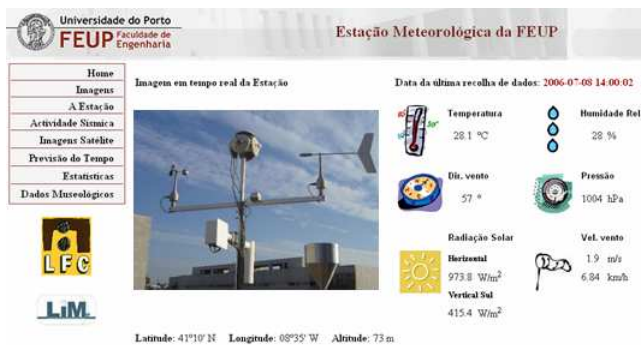 Universidade do Porto
FEUP Faculdade de Engenharia
Estação Meteorológica da FEUP
Home
Imagens
A Estação
Actividade Sísmica
Imagens Satélite
Previsão do Tempo
Estatísticas
Dados Museológicos
LFC
LiM
Imagem em tempo real da Estação
Latitude: 41º10' N Longitude: 08º35' W Altitude: 73 m
Data da última recolha de dados: 2006-07-08 14:00:02
Temperatura
28.1 ºC
Humidade Rel
28 %
Dir. vento
57 º
Pressão
1004 hPa
Radiação Solar
Horizontal
973.8 W/m²
Vertical Sul
415.4 W/m²
Vel. vento
1.9 m/s
6.84 km/h